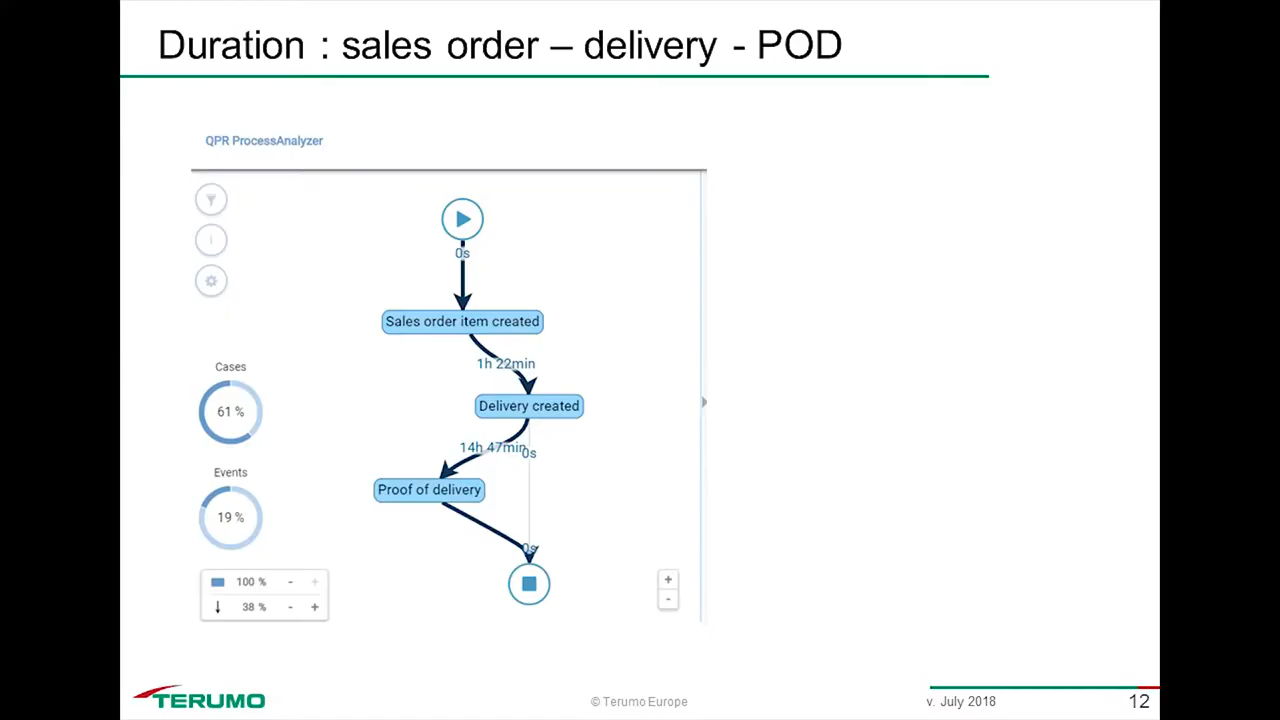 Duration : sales order – delivery - POD
QPR ProcessAnalyzer
0s
Sales order item created
1h 22min
Cases
61 %
Delivery created
14h 47min
0s
Events
Proof of delivery
19 %
0s
100 % - +
38 % - +
+
-
TERUMO
© Terumo Europe
v. July 2018
12